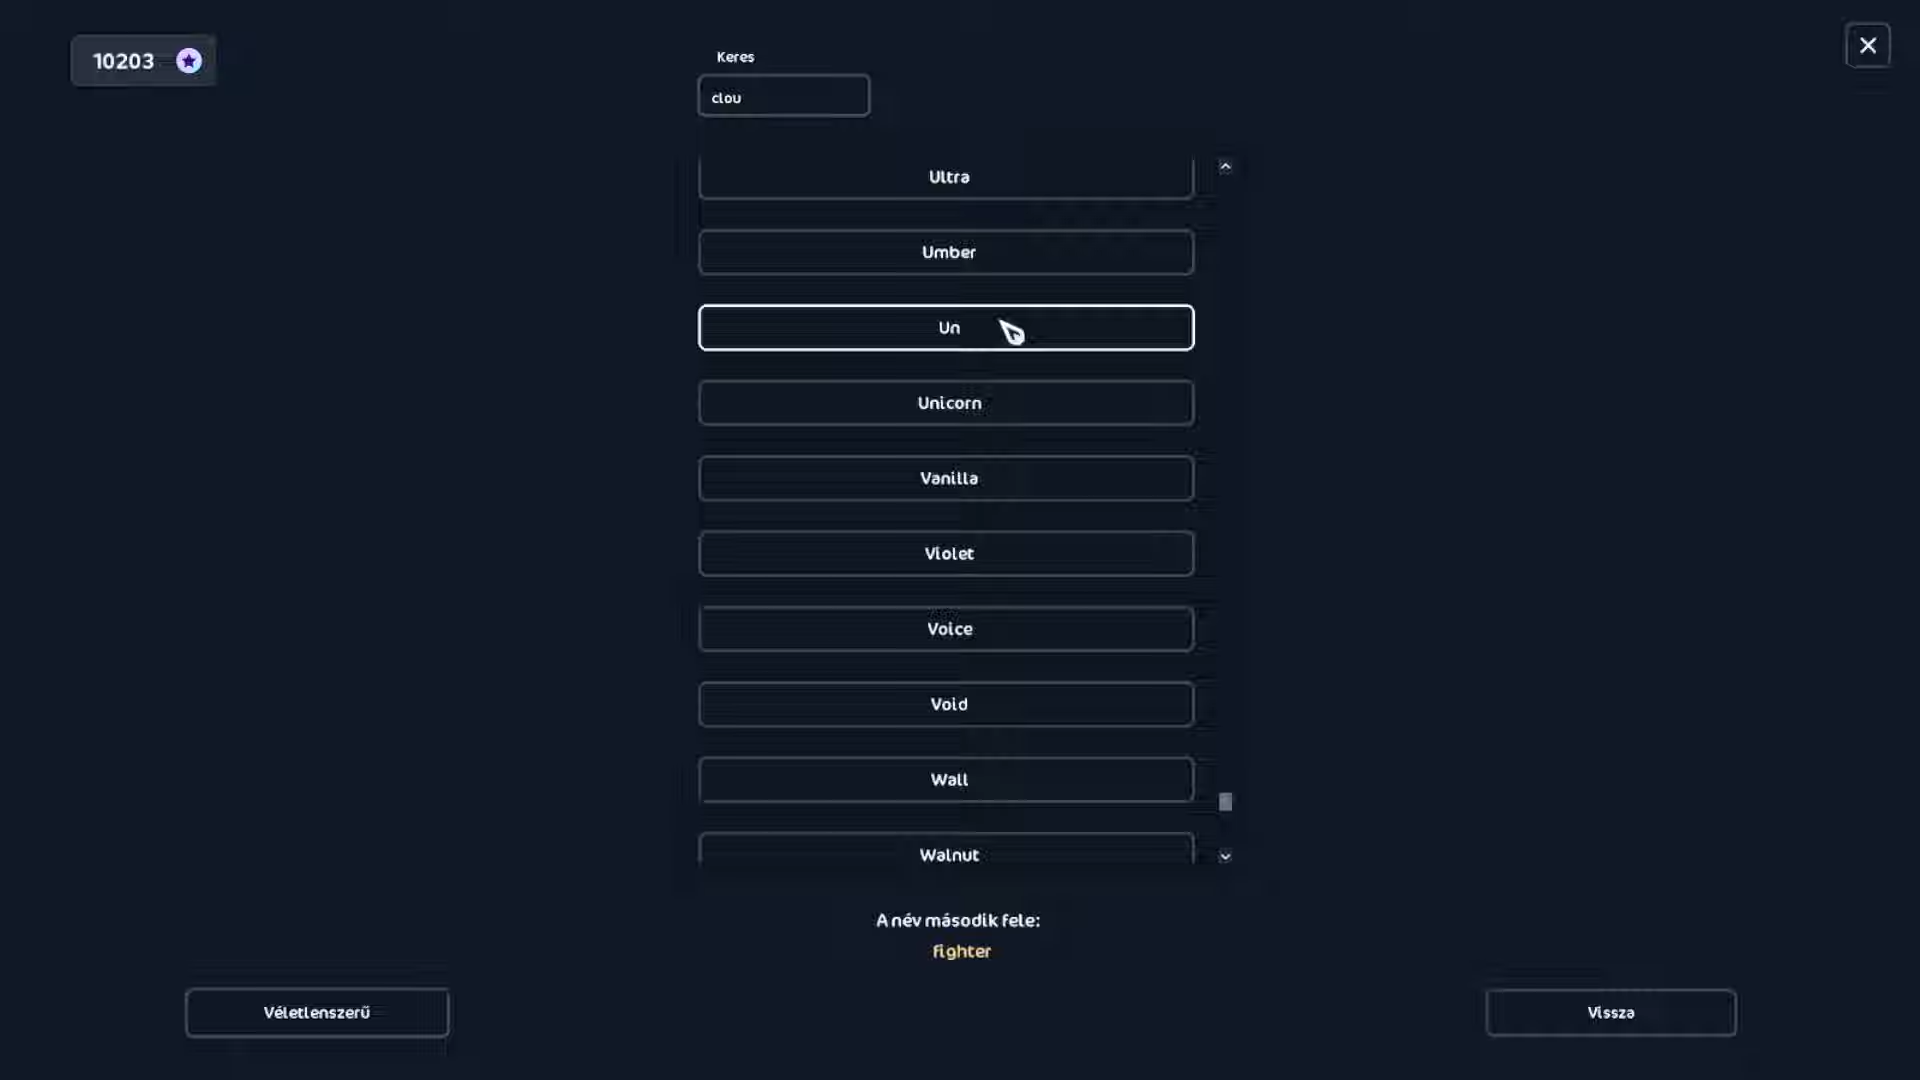 10203
Keres
clou
Ultra
Umber
Un
Unicorn
Vanilla
Violet
Voice
Void
Wall
Walnut
A név második fele:
fighter
Véletlenszerű
Vissza